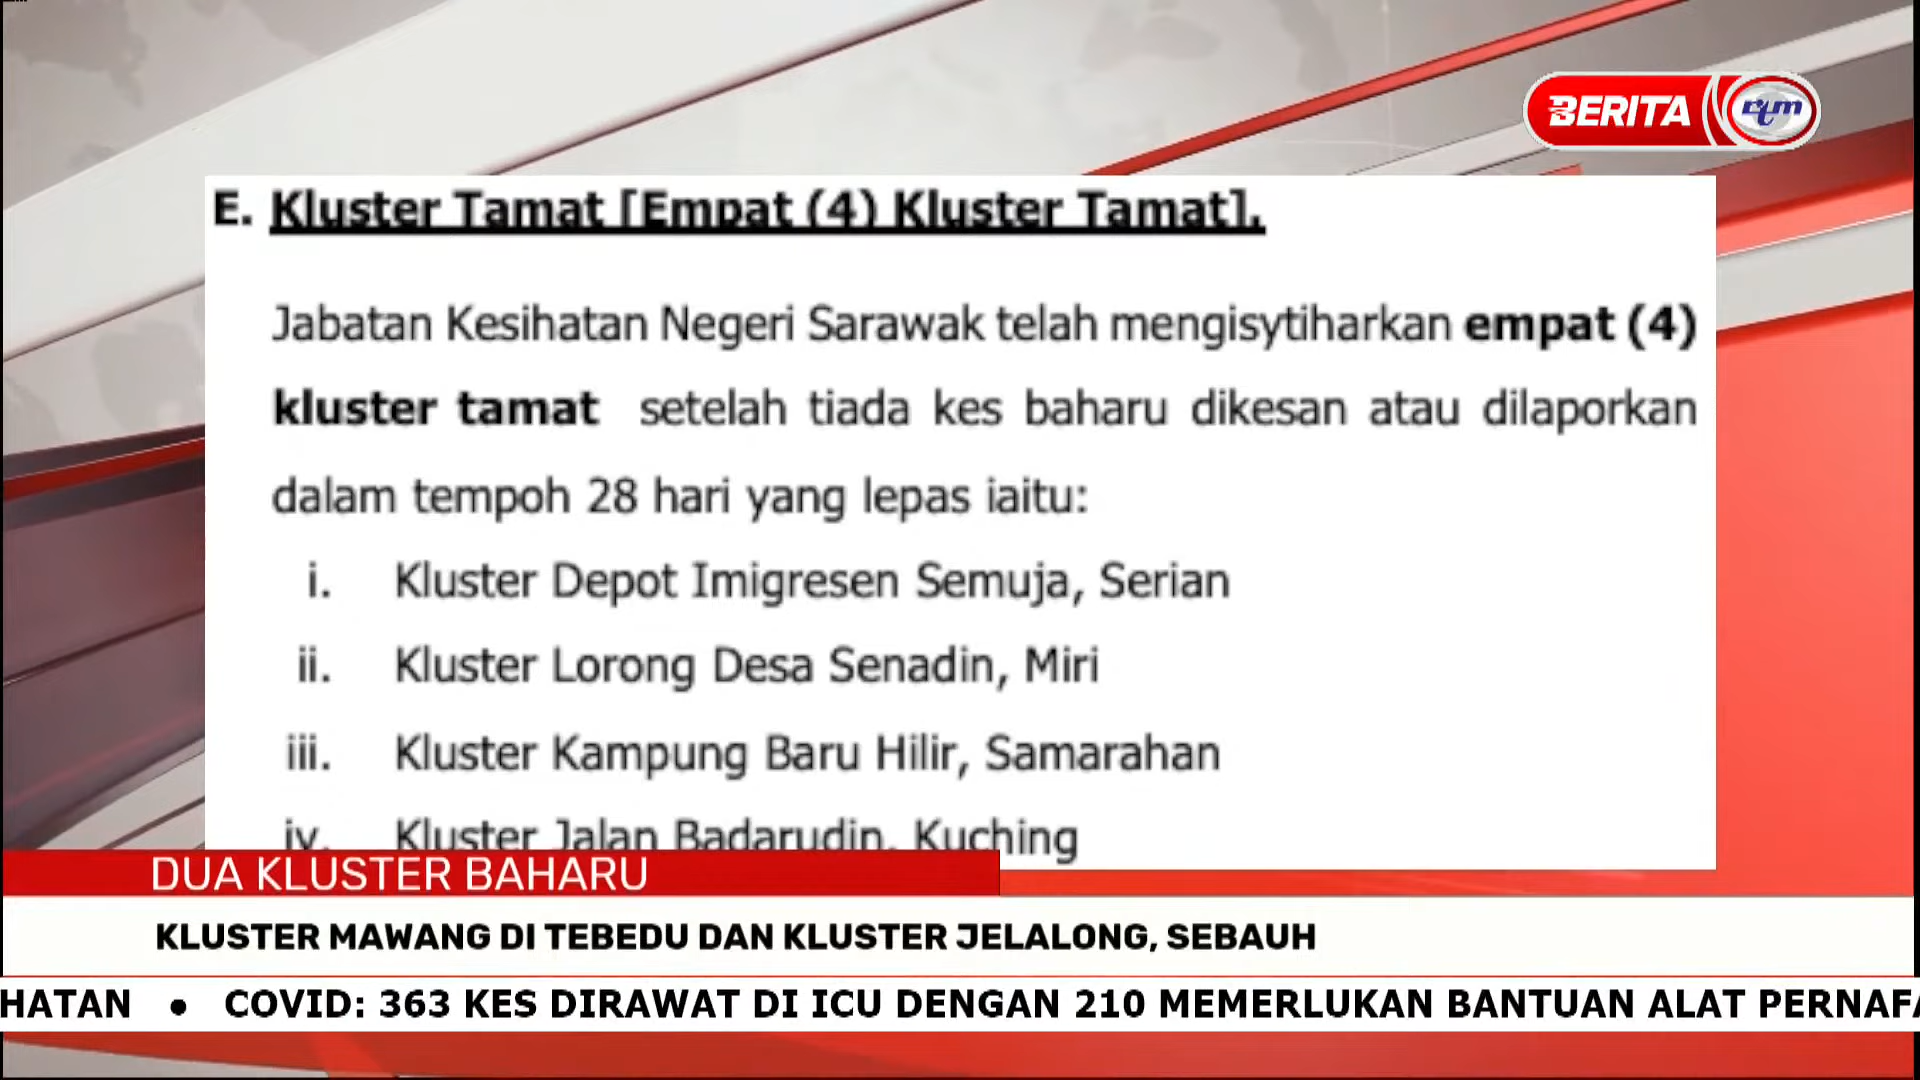 BERITA rtm
E. Kluster Tamat [Empat (4) Kluster Tamat].
Jabatan Kesihatan Negeri Sarawak telah mengisytiharkan empat (4)
kluster tamat setelah tiada kes baharu dikesan atau dilaporkan
dalam tempoh 28 hari yang lepas iaitu:
i. Kluster Depot Imigresen Semuja, Serian
ii. Kluster Lorong Desa Senadin, Miri
iii. Kluster Kampung Baru Hilir, Samarahan
iv. Kluster Jalan Badarudin, Kuching
DUA KLUSTER BAHARU
KLUSTER MAWANG DI TEBEDU DAN KLUSTER JELALONG, SEBAUH
HATAN • COVID: 363 KES DIRAWAT DI ICU DENGAN 210 MEMERLUKAN BANTUAN ALAT PERNAFA